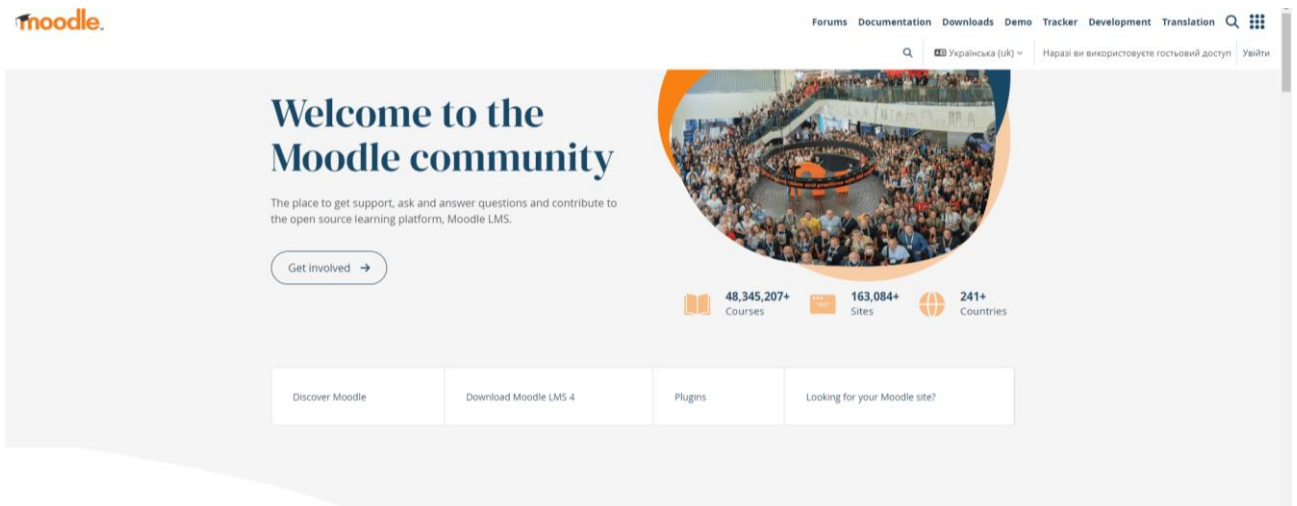 moodle
Forums Documentation Downloads Demo Tracker Development Translation
Українська (uk) Наразі ви використовуєте гостьовий доступ Увійти
Welcome to the
Moodle community
The place to get support, ask and answer questions and contribute to
the open source learning platform, Moodle LMS.
Get involved →
48,345,207+ 163,084+ 241+
Courses Sites Countries
Discover Moodle Download Moodle LMS 4 Plugins Looking for your Moodle site?